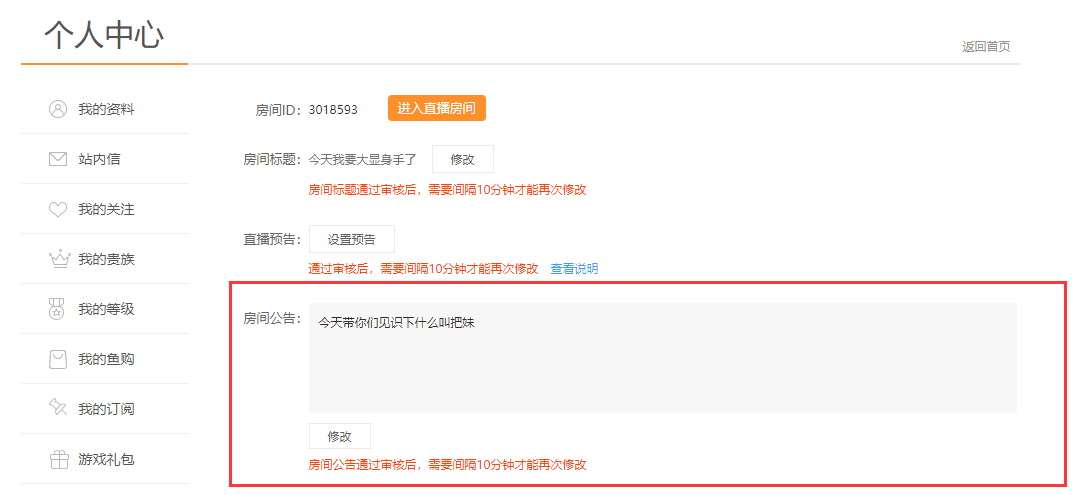 个人中心
返回首页
我的资料
站内信
我的关注
我的贵族
我的等级
我的鱼购
我的订阅
游戏礼包
房间ID： 3018593 进入直播房间
房间标题： 今天我要大显身手了 修改
房间标题通过审核后，需要间隔10分钟才能再次修改
直播预告： 设置预告
通过审核后，需要间隔10分钟才能再次修改 查看说明
房间公告： 今天带你们见识下什么叫把妹
修改
房间公告通过审核后，需要间隔10分钟才能再次修改